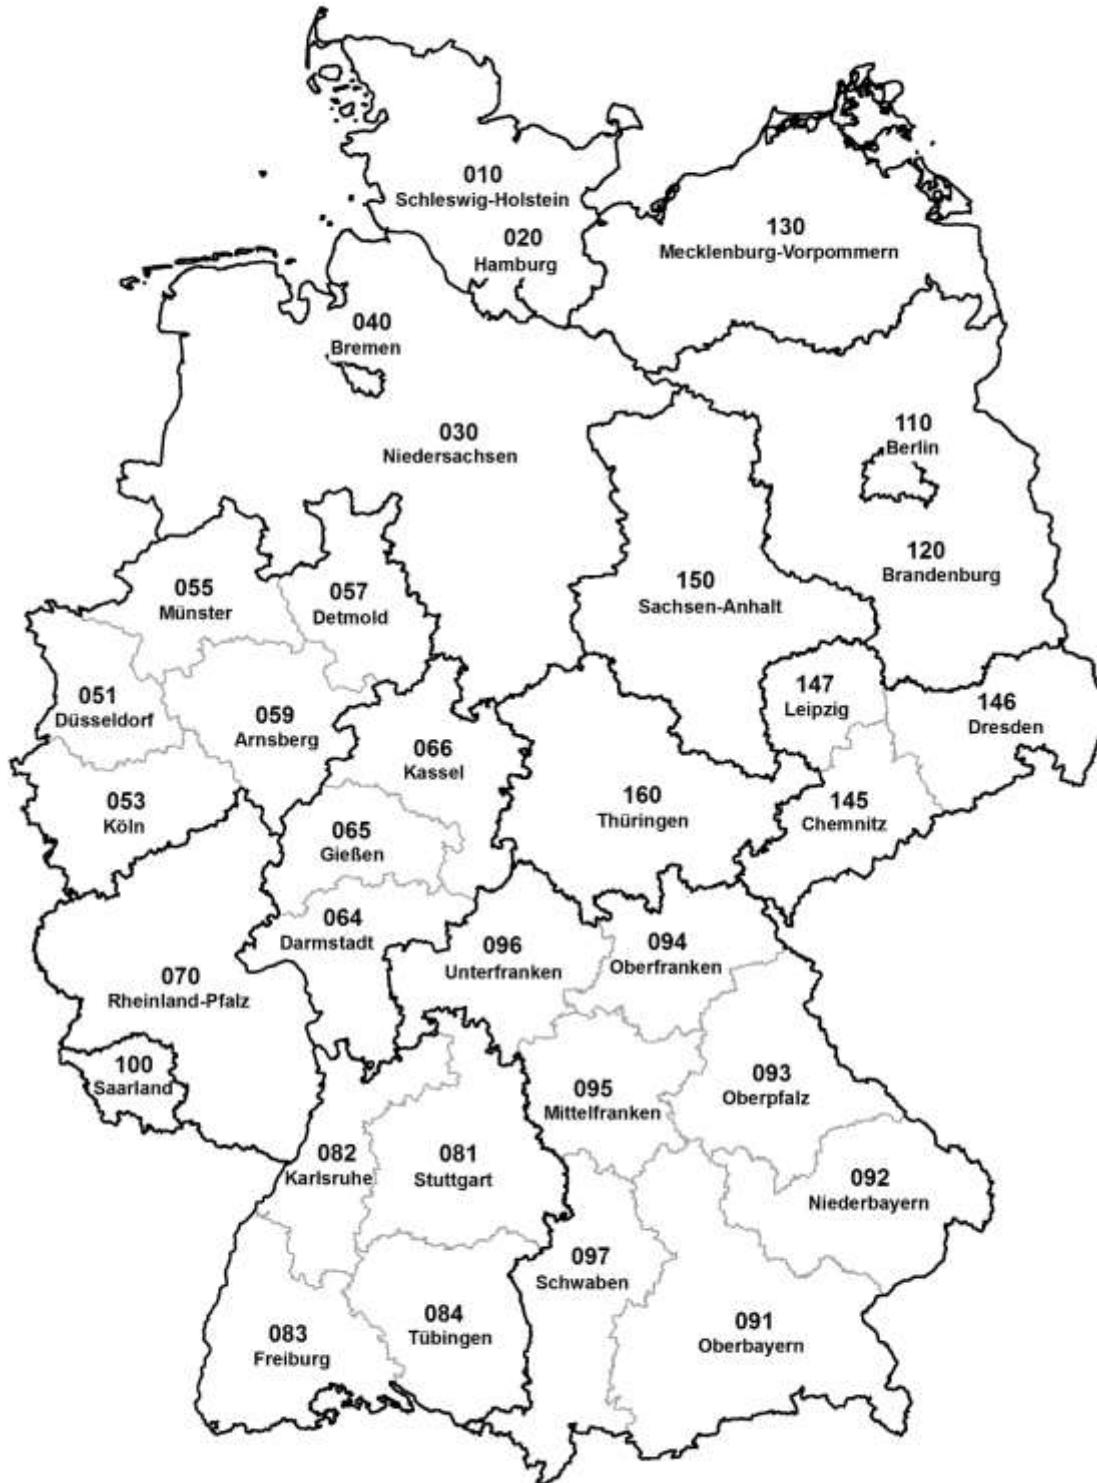 010
Schleswig-Holstein
020
Hamburg
130
Mecklenburg-Vorpommern
040
Bremen
030
Niedersachsen
110
Berlin
120
Brandenburg
150
Sachsen-Anhalt
055
Münster
057
Detmold
051
Düsseldorf
059
Arnsberg
066
Kassel
147
Leipzig
146
Dresden
053
Köln
065
Gießen
160
Thüringen
145
Chemnitz
064
Darmstadt
096
Unterfranken
094
Oberfranken
070
Rheinland-Pfalz
100
Saarland
095
Mittelfranken
093
Oberpfalz
082
Karlsruhe
081
Stuttgart
092
Niederbayern
097
Schwaben
083
Freiburg
084
Tübingen
091
Oberbayern